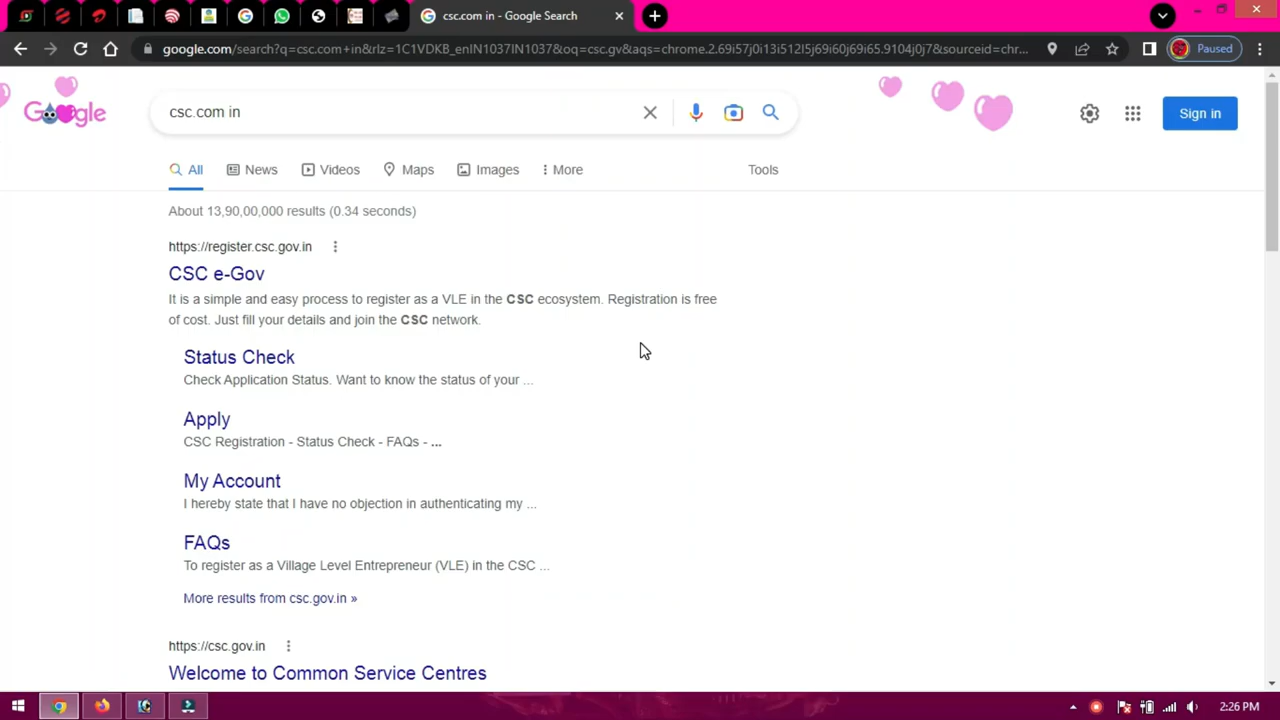 csc.com in - Google Search
google.com/search?q=csc.com+in&rlz=1C1VDKB_enIN1037IN1037&oq=csc.gv&aqs=chrome.2.69i57j0i13i512l5j69i60j69i65.9104j0j7&sourceid=chr...
Paused
Google
csc.com in
Sign in
All News Videos Maps Images More Tools
About 13,90,00,000 results (0.34 seconds)
https://register.csc.gov.in
CSC e-Gov
It is a simple and easy process to register as a VLE in the CSC ecosystem. Registration is free
of cost. Just fill your details and join the CSC network.
Status Check
Check Application Status. Want to know the status of your ...
Apply
CSC Registration - Status Check - FAQs - ...
My Account
I hereby state that I have no objection in authenticating my ...
FAQs
To register as a Village Level Entrepreneur (VLE) in the CSC ...
More results from csc.gov.in »
https://csc.gov.in
Welcome to Common Service Centres
2:26 PM